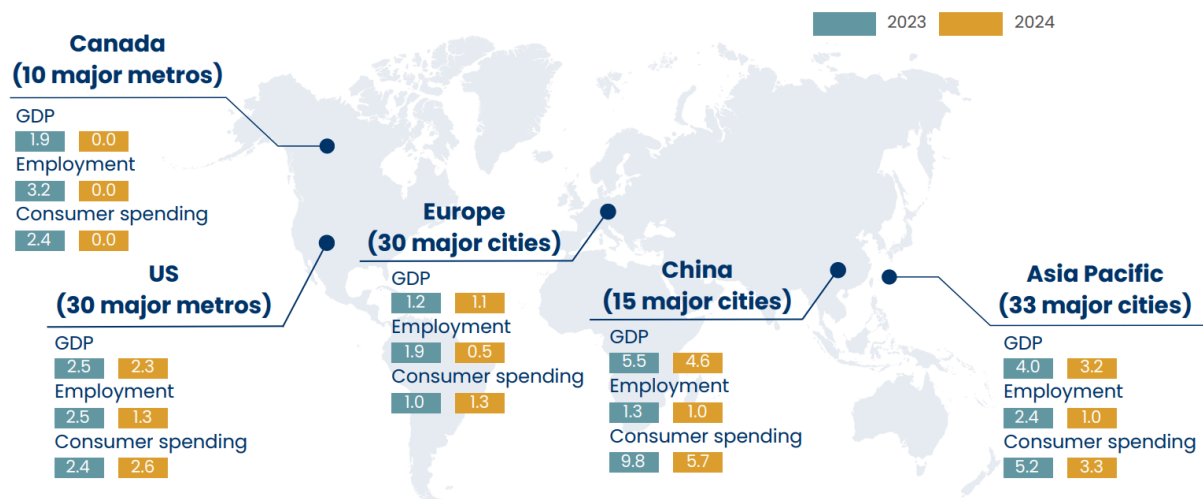 2023 2024
Canada
(10 major metros)
GDP
1.9 0.0
Employment
3.2 0.0
Consumer spending
2.4 0.0
US
(30 major metros)
GDP
2.5 2.3
Employment
2.5 1.3
Consumer spending
2.4 2.6
Europe
(30 major cities)
GDP
1.2 1.1
Employment
1.9 0.5
Consumer spending
1.0 1.3
China
(15 major cities)
GDP
5.5 4.6
Employment
1.3 1.0
Consumer spending
9.8 5.7
Asia Pacific
(33 major cities)
GDP
4.0 3.2
Employment
2.4 1.0
Consumer spending
5.2 3.3